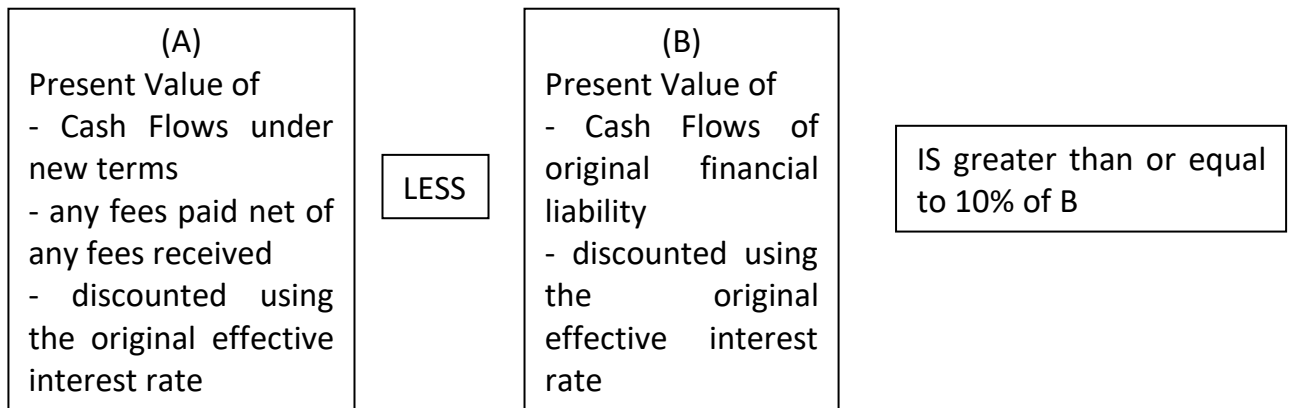 (A)
Present Value of
- Cash Flows under
new terms
- any fees paid net of
any fees received
- discounted using
the original effective
interest rate
LESS
(B)
Present Value of
- Cash Flows of
original financial
liability
- discounted using
the original
effective interest
rate
IS greater than or equal
to 10% of B